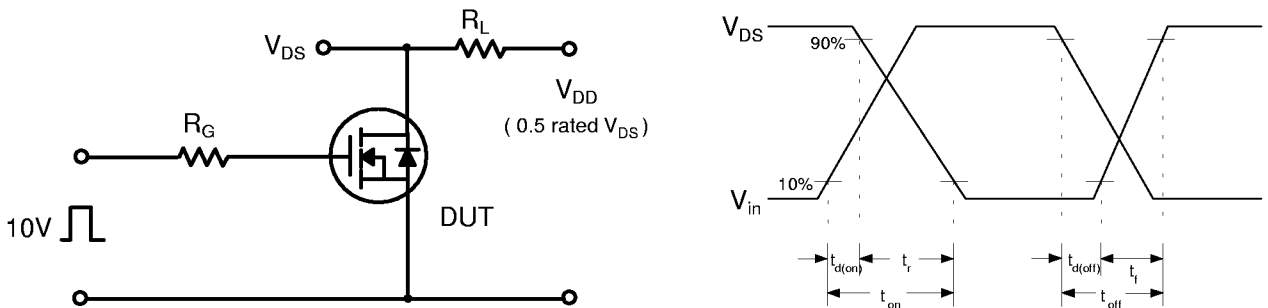 R_L
V_DS
V_DD
( 0.5 rated V_DS )
R_G
DUT
10V
V_DS
90%
10%
V_in
t_d(on)
t_r
t_on
t_d(off)
t_f
t_off